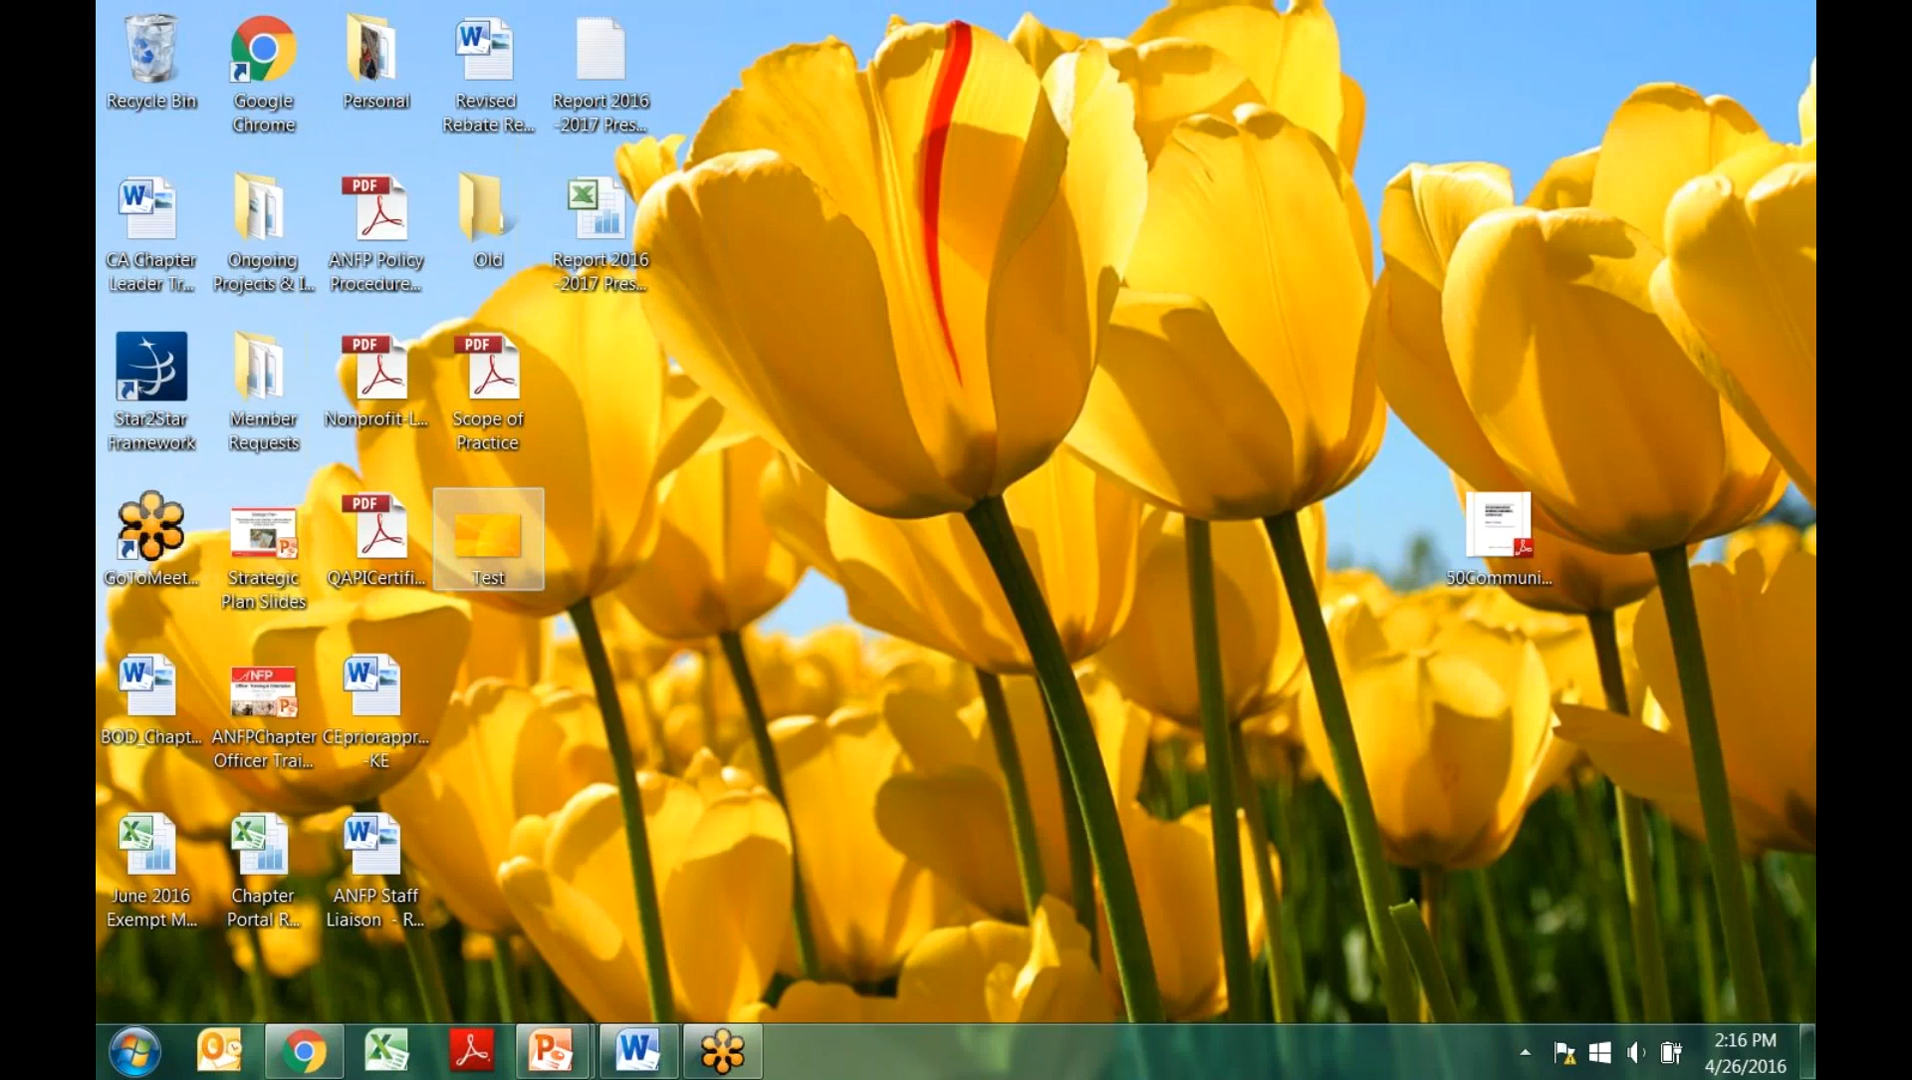 Recycle Bin
Google
Chrome
Personal
Revised
Rebate Re...
Report 2016
-2017 Pres...
CA Chapter
Leader Tr...
Ongoing
Projects & I...
PDF
ANFP Policy
Procedure...
Old
Report 2016
-2017 Pres...
Star2Star
Framework
Member
Requests
PDF
Nonprofit-L...
PDF
Scope of
Practice
GoToMeet...
Strategic
Plan Slides
PDF
QAPICertifi...
Test
50Communi...
BOD_Chapt...
ANFP
ANFPChapter
Officer Trai...
CEpriorappr...
-KE
June 2016
Exempt M...
Chapter
Portal R...
ANFP Staff
Liaison - R...
2:16 PM
4/26/2016